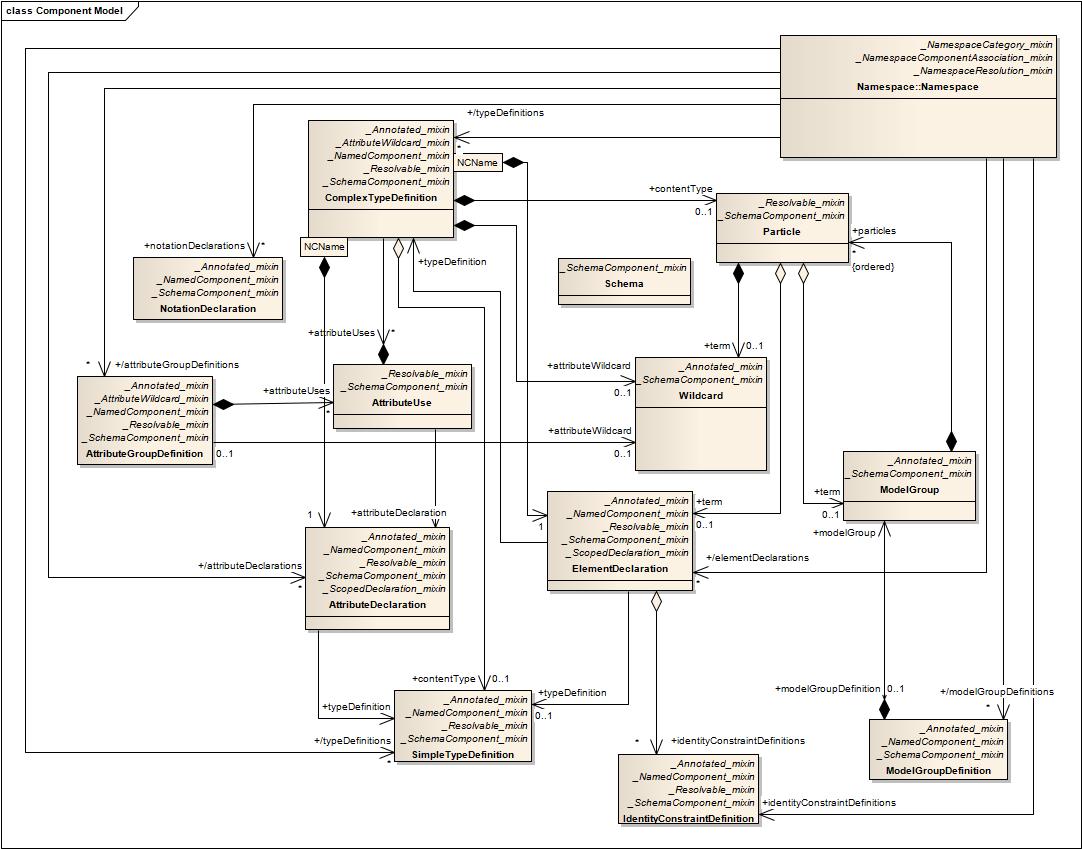 class Component Model
_NamespaceCategory_mixin
_NamespaceComponentAssociation_mixin
_NamespaceResolution_mixin
Namespace::Namespace
+/typeDefinitions
*
_Annotated_mixin
_AttributeWildcard_mixin
_NamedComponent_mixin
_Resolvable_mixin
_SchemaComponent_mixin
ComplexTypeDefinition
NCName
NCName
+contentType
0..1
_Resolvable_mixin
_SchemaComponent_mixin
Particle
+particles
*
{ordered}
+notationDeclarations
*
_Annotated_mixin
_NamedComponent_mixin
_SchemaComponent_mixin
NotationDeclaration
+typeDefinition
_SchemaComponent_mixin
Schema
+attributeUses
*
+term
0..1
*
+/attributeGroupDefinitions
_Annotated_mixin
_AttributeWildcard_mixin
_NamedComponent_mixin
_Resolvable_mixin
_SchemaComponent_mixin
AttributeGroupDefinition
0..1
+attributeUses
*
_Resolvable_mixin
_SchemaComponent_mixin
AttributeUse
+attributeWildcard
0..1
_Annotated_mixin
_SchemaComponent_mixin
Wildcard
+attributeWildcard
0..1
_Annotated_mixin
_SchemaComponent_mixin
ModelGroup
+term
0..1
+modelGroup
1
+attributeDeclaration
_Annotated_mixin
_NamedComponent_mixin
_Resolvable_mixin
_SchemaComponent_mixin
_ScopedDeclaration_mixin
AttributeDeclaration
+/attributeDeclarations
*
1
_Annotated_mixin
_NamedComponent_mixin
_Resolvable_mixin
_SchemaComponent_mixin
_ScopedDeclaration_mixin
ElementDeclaration
+term
0..1
+/elementDeclarations
*
+contentType
0..1
+typeDefinition
+/typeDefinitions
*
_Annotated_mixin
_NamedComponent_mixin
_Resolvable_mixin
_SchemaComponent_mixin
SimpleTypeDefinition
+typeDefinition
0..1
*
+identityConstraintDefinitions
_Annotated_mixin
_NamedComponent_mixin
_Resolvable_mixin
_SchemaComponent_mixin
IdentityConstraintDefinition
+identityConstraintDefinitions
+modelGroupDefinition
0..1
+/modelGroupDefinitions
*
*
_Annotated_mixin
_NamedComponent_mixin
_SchemaComponent_mixin
ModelGroupDefinition